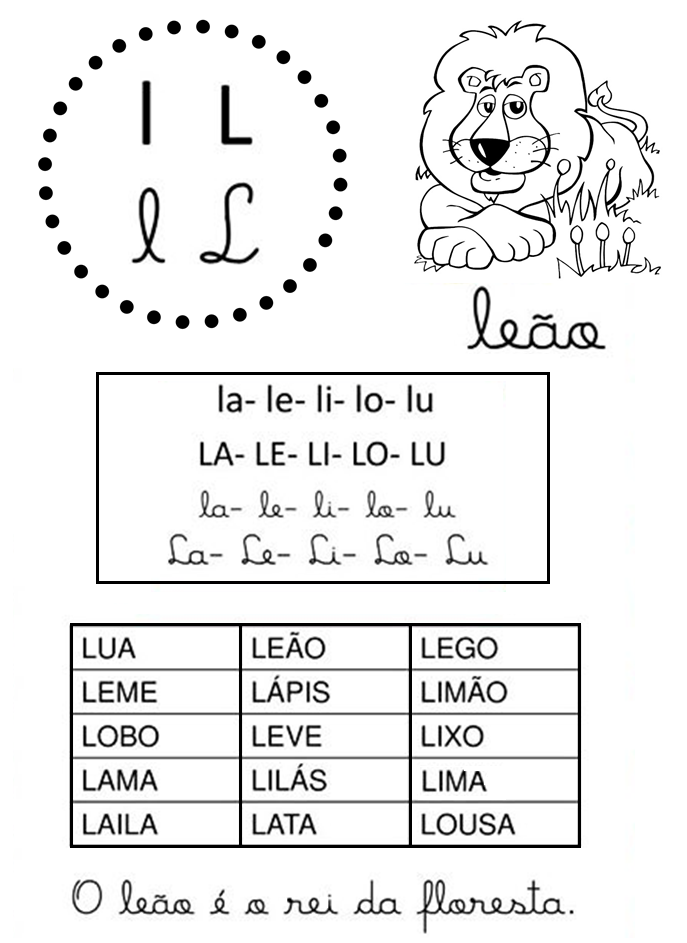 l L
l L
leão
la- le- li- lo- lu
LA- LE- LI- LO- LU
la- le- li- lo- lu
La- Le- Li- Lo- Lu
LUA LEÃO LEGO
LEME LÁPIS LIMÃO
LOBO LEVE LIXO
LAMA LILÁS LIMA
LAILA LATA LOUSA
O leão é o rei da floresta.